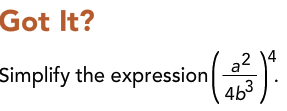 Got It?
Simplify the expression (a²/4b³)⁴.